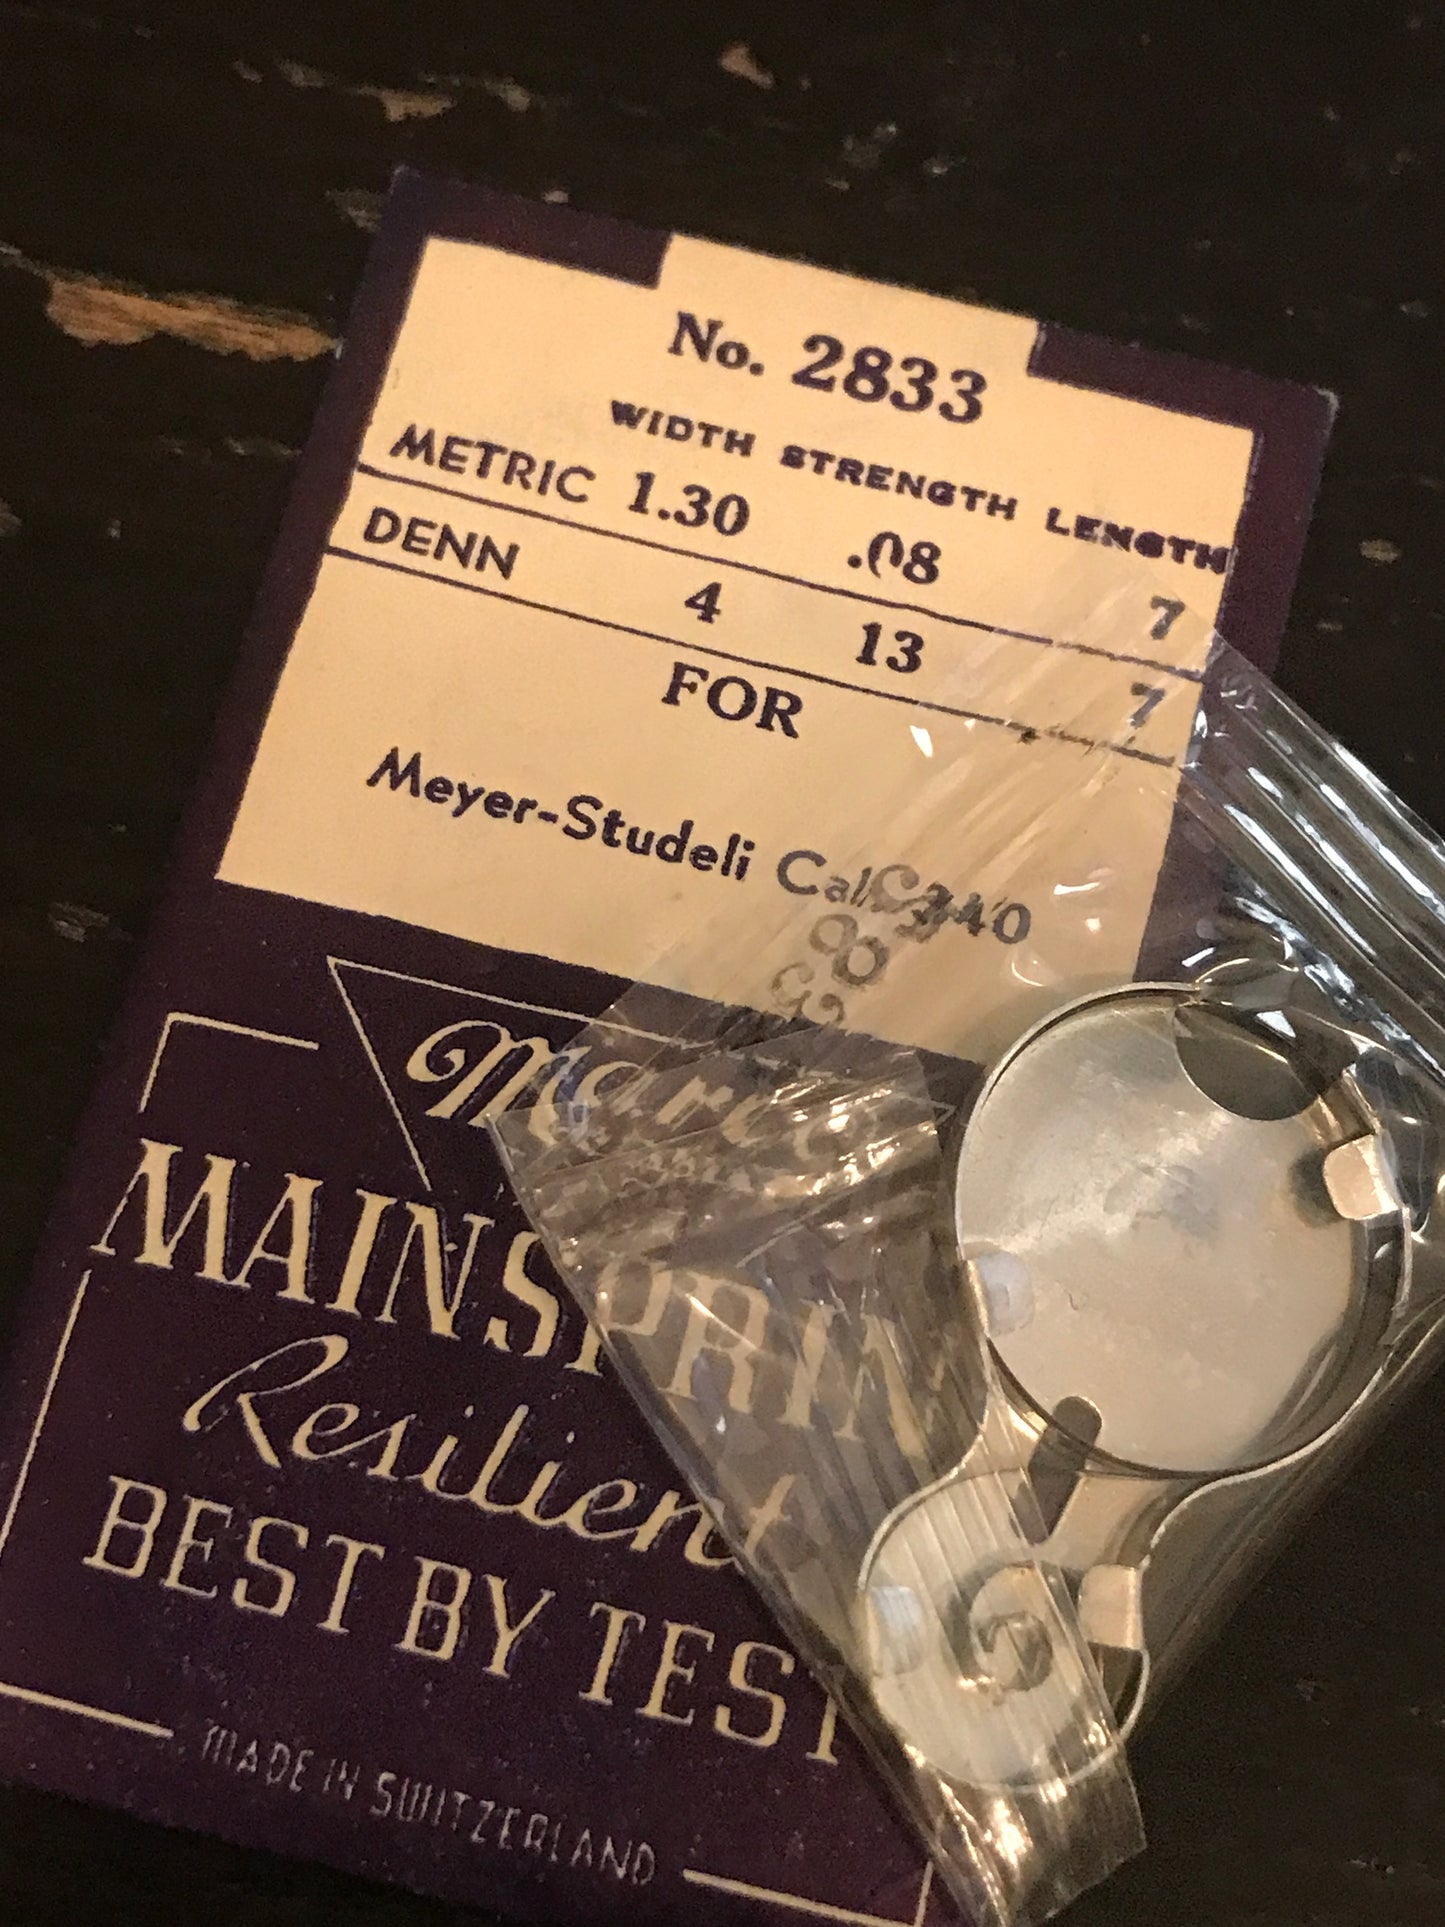 No. 2833
WIDTH STRENGTH LENGTH
METRIC 1.30 .08 7
DENN 4 13 7
FOR
Meyer-Studeli Cal. 340
MAINSPRIN
Resilient
BEST BY TEST
MADE IN SWITZERLAND